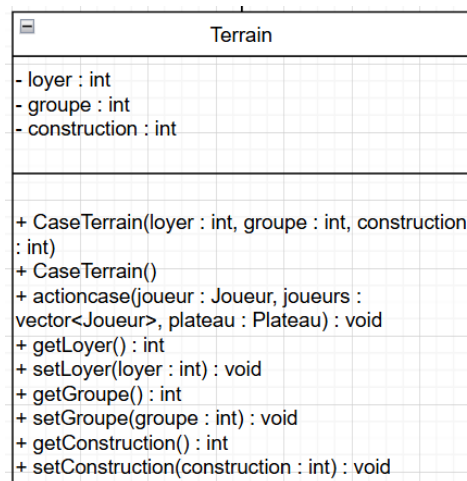 Terrain
- loyer : int
- groupe : int
- construction : int
+ CaseTerrain(loyer : int, groupe : int, construction
: int)
+ CaseTerrain()
+ actioncase(joueur : Joueur, joueurs :
vector<Joueur>, plateau : Plateau) : void
+ getLoyer() : int
+ setLoyer(loyer : int) : void
+ getGroupe() : int
+ setGroupe(groupe : int) : void
+ getConstruction() : int
+ setConstruction(construction : int) : void